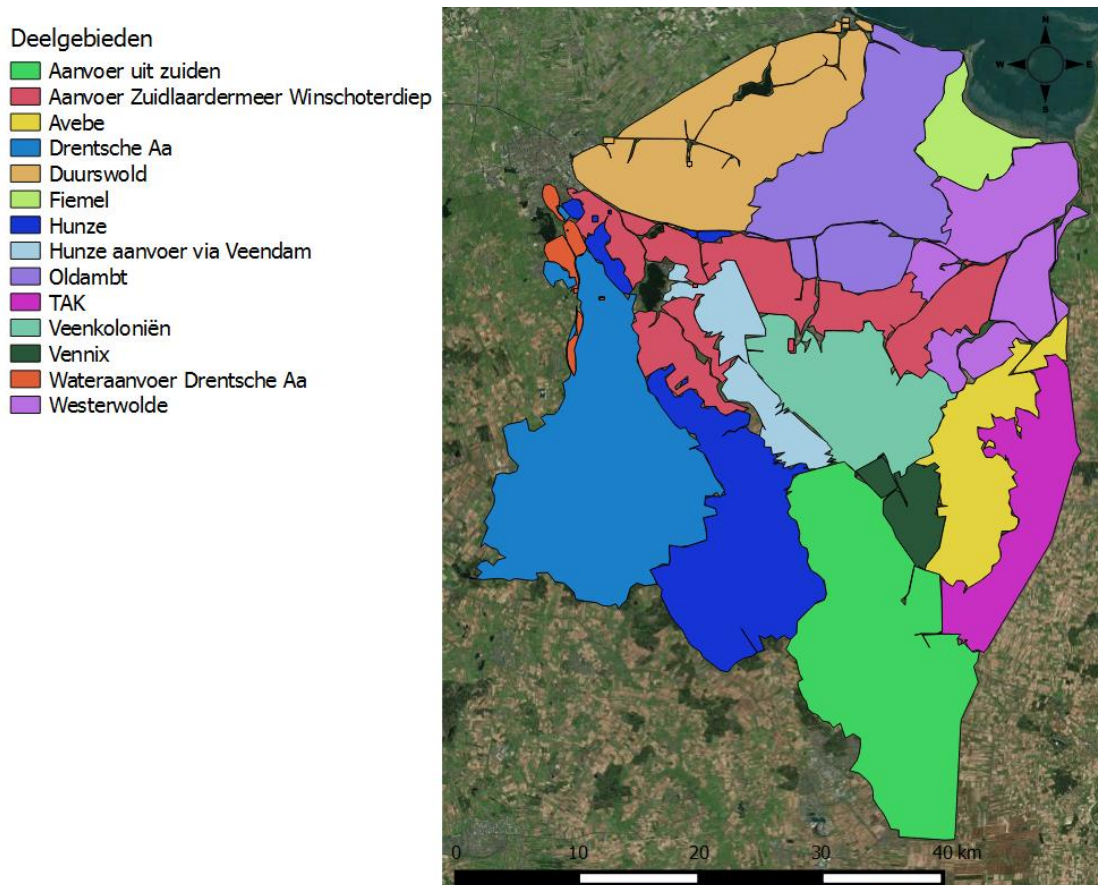 Deelgebieden
Aanvoer uit zuiden
Aanvoer Zuidlaardermeer Winschoterdiep
Avebe
Drentsche Aa
Duurswold
Fiemel
Hunze
Hunze aanvoer via Veendam
Oldambt
TAK
Veenkoloniën
Vennix
Wateraanvoer Drentsche Aa
Westerwolde
N
W E
S
0 10 20 30 40 km